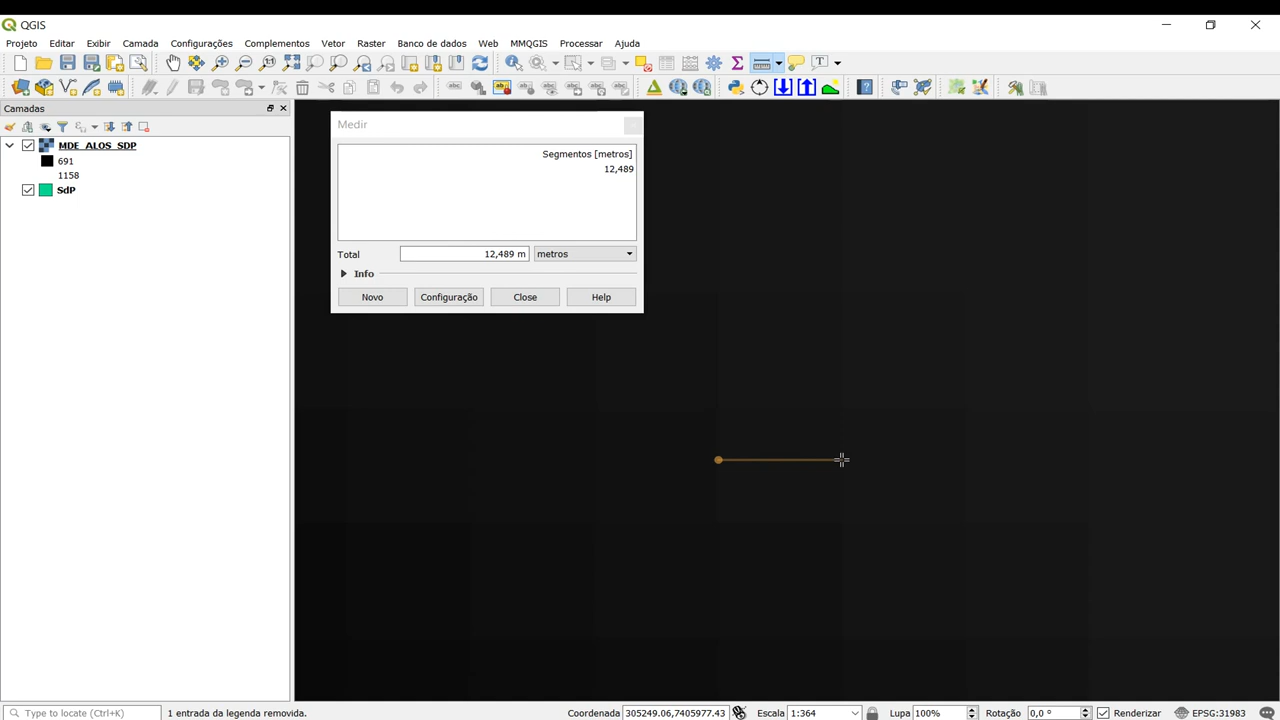 QGIS
Projeto Editar Exibir Camada Configurações Complementos Vetor Raster Banco de dados Web MMQGIS Processar Ajuda
Camadas
MDE_ALOS_SDP
691
1158
SdP
Medir
Segmentos [metros]
12,489
Total 12,489 m metros
Info
Novo Configuração Close Help
Type to locate (Ctrl+K) 1 entrada da legenda removida. Coordenada 305249.06,7405977.43 Escala 1:364 Lupa 100% Rotação 0,0 ° Renderizar EPSG:31983